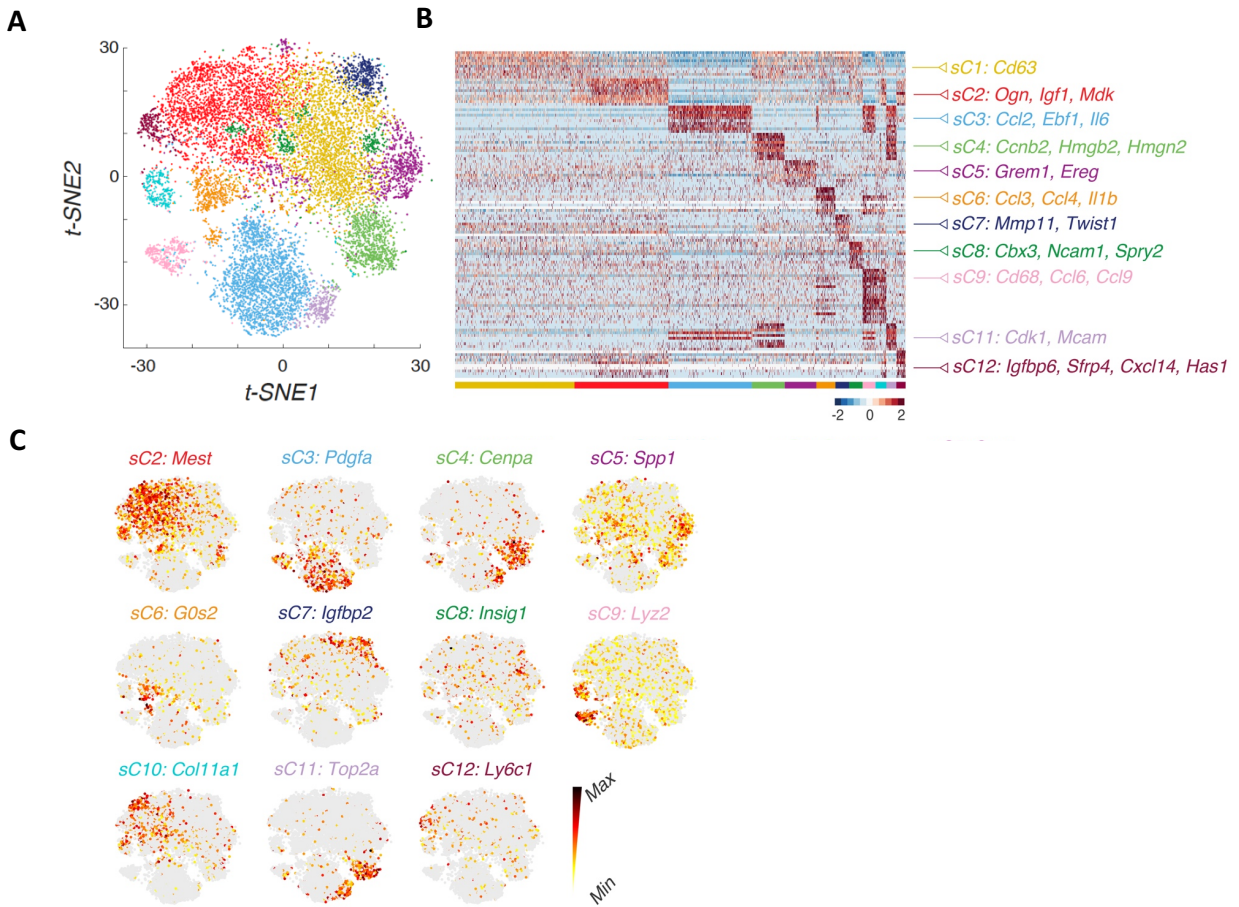 A
B
30
0
-30
-30
0
30
t-SNE2
t-SNE1
sC1: Cd63
sC2: Ogn, Igf1, Mdk
sC3: Ccl2, Ebf1, Il6
sC4: Ccnb2, Hmgb2, Hmgn2
sC5: Grem1, Ereg
sC6: Ccl3, Ccl4, Il1b
sC7: Mmp11, Twist1
sC8: Cbx3, Ncam1, Spry2
sC9: Cd68, Ccl6, Ccl9
sC11: Cdk1, Mcam
sC12: Igfbp6, Sfrp4, Cxcl14, Has1
-2 0 2
C
sC2: Mest
sC3: Pdgfa
sC4: Cenpa
sC5: Spp1
sC6: G0s2
sC7: Igfbp2
sC8: Insig1
sC9: Lyz2
sC10: Col11a1
sC11: Top2a
sC12: Ly6c1
Max
Min